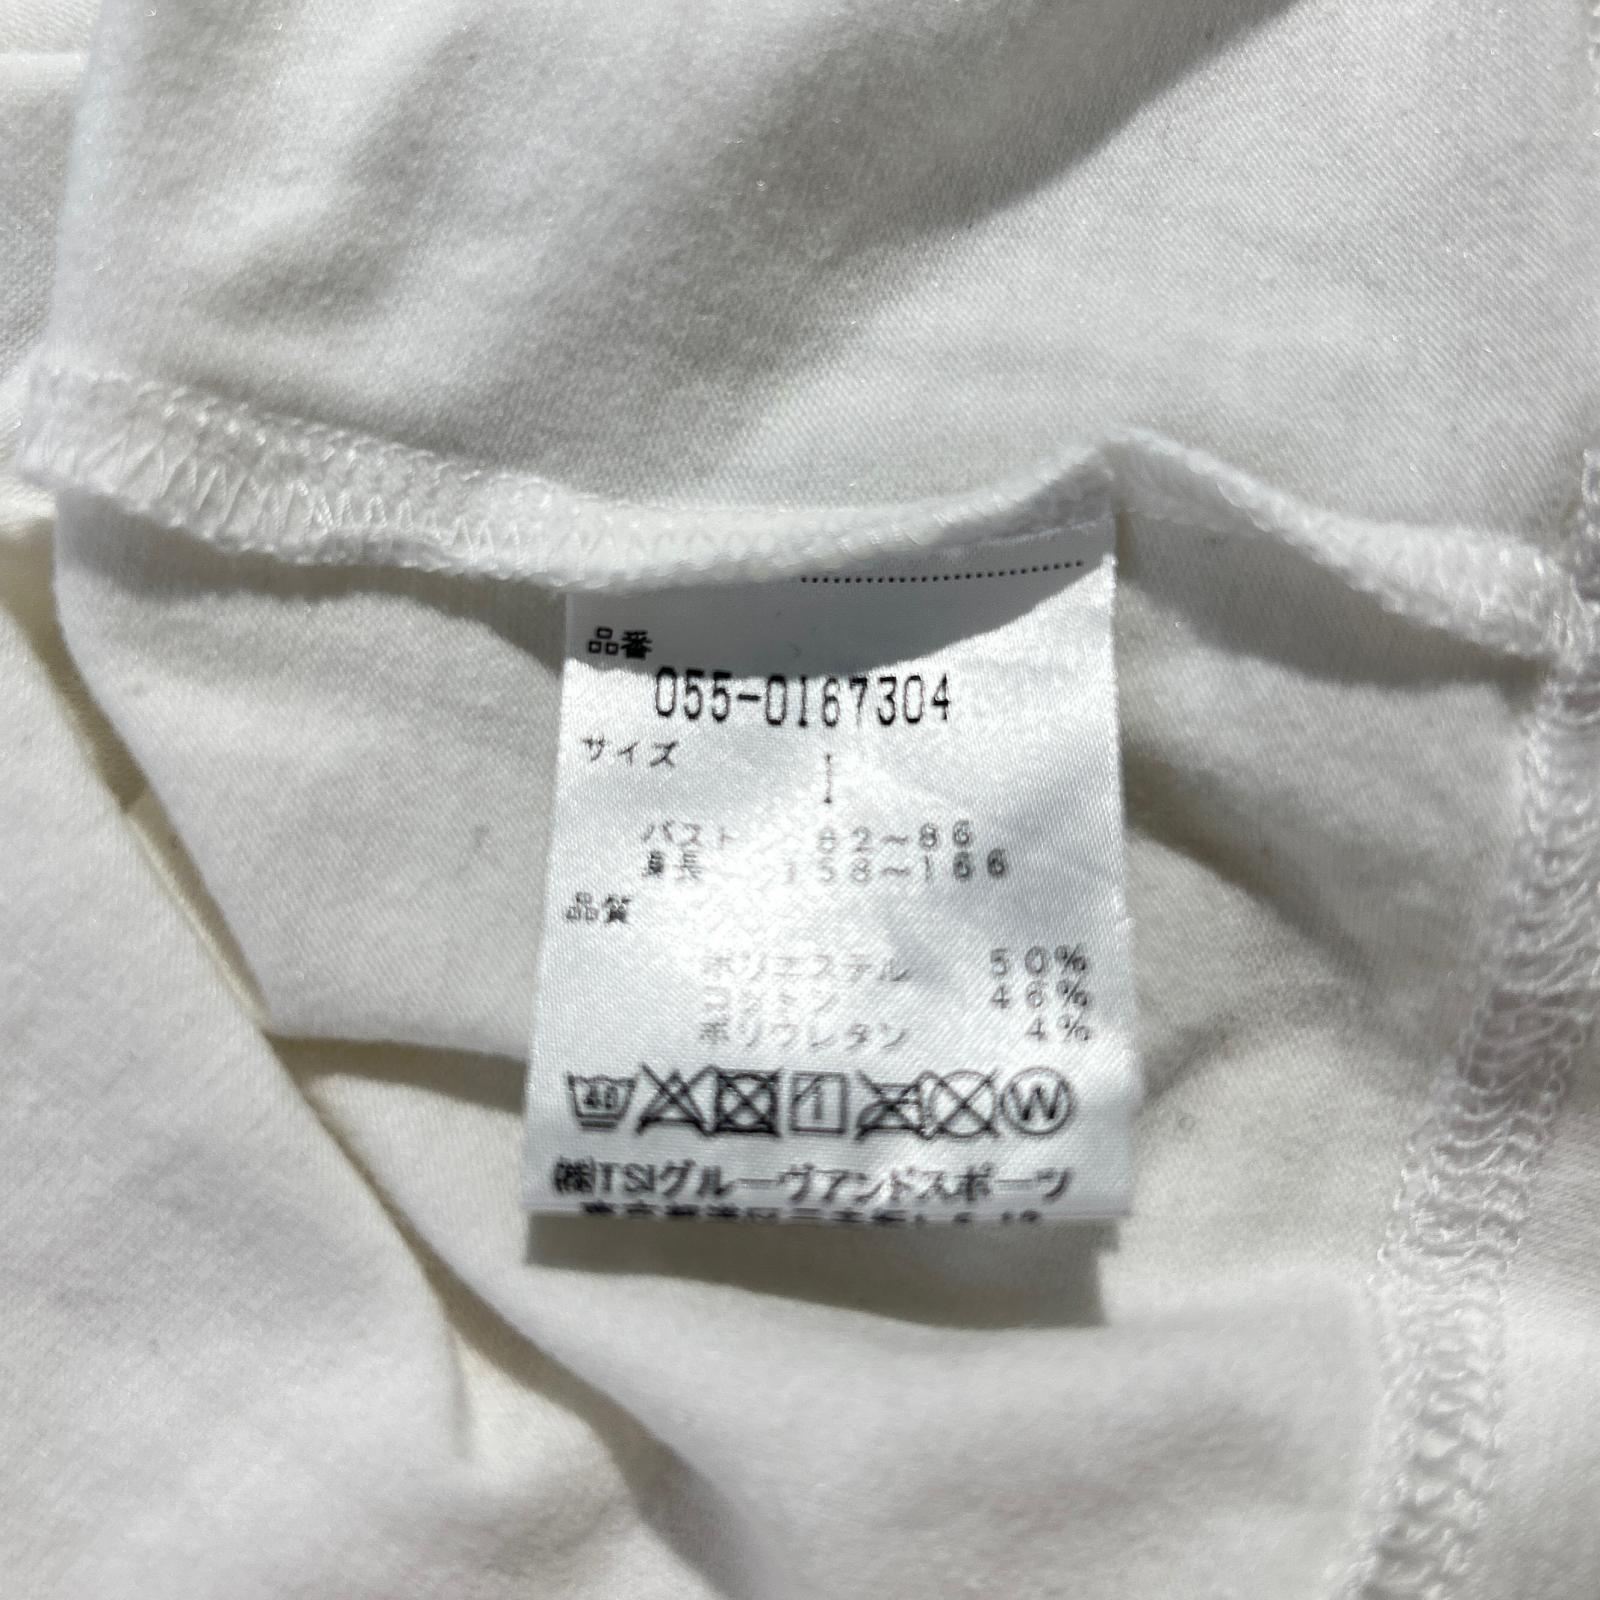 品番
055-0167304
サイズ
1
バスト 82~86
身長 158~166
品質
ポリエステル 50%
コットン 46%
ポリウレタン 4%
40 W
(株)TSIグルーヴアンドスポーツ